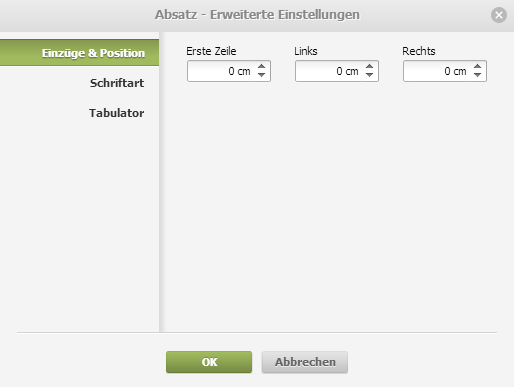 Absatz - Erweiterte Einstellungen
Einzüge & Position
Schriftart
Tabulator
Erste Zeile Links Rechts
0 cm 0 cm 0 cm
OK Abbrechen